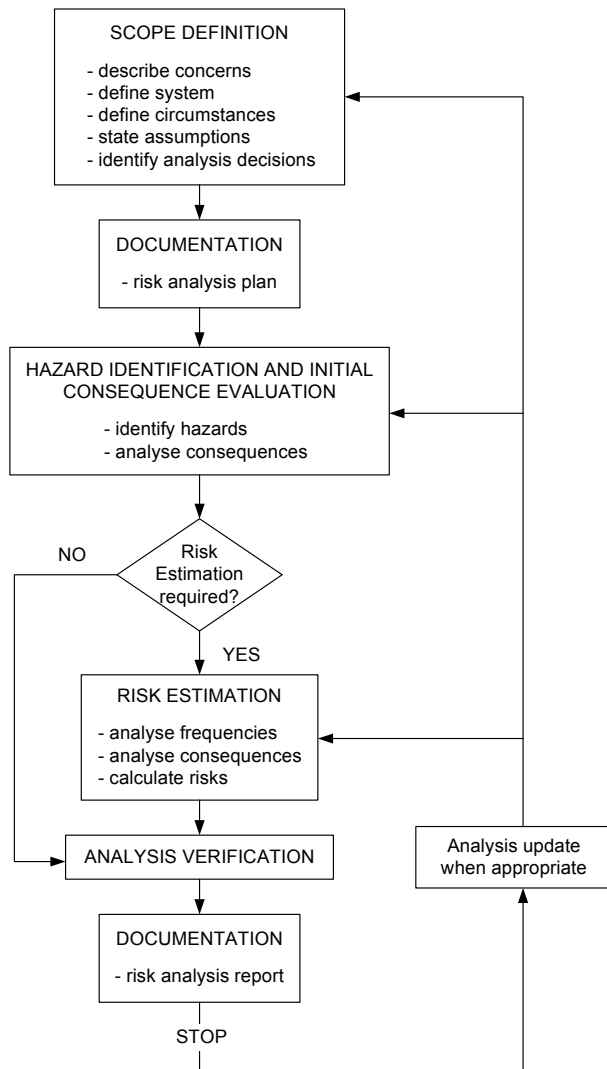 SCOPE DEFINITION
- describe concerns
- define system
- define circumstances
- state assumptions
- identify analysis decisions
DOCUMENTATION
- risk analysis plan
HAZARD IDENTIFICATION AND INITIAL
CONSEQUENCE EVALUATION
- identify hazards
- analyse consequences
NO
Risk
Estimation
required?
YES
RISK ESTIMATION
- analyse frequencies
- analyse consequences
- calculate risks
ANALYSIS VERIFICATION
Analysis update
when appropriate
DOCUMENTATION
- risk analysis report
STOP